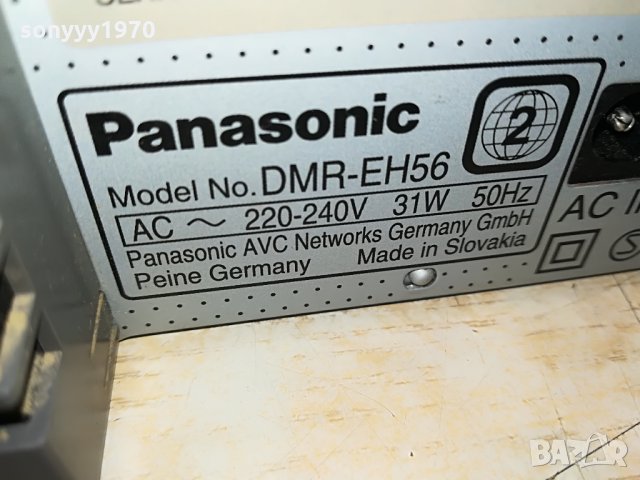 sonyyy1970
Panasonic
2
Model No. DMR-EH56
AC ~ 220-240V 31W 50Hz
Panasonic AVC Networks Germany GmbH
Peine Germany Made in Slovakia
AC I
S
BAZAR